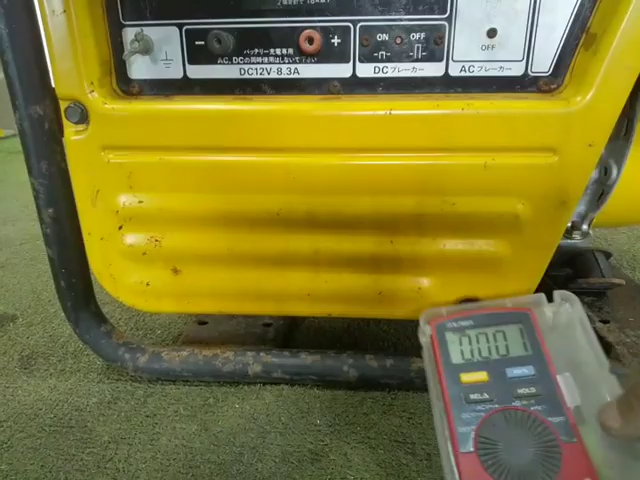 − +
バッテリー充電専用
AC, DCの同時使用はしないで下さい
DC12V-8.3A
ON OFF
DCブレーカー
OFF
ACブレーカー
0.001
RELΔ HOLD